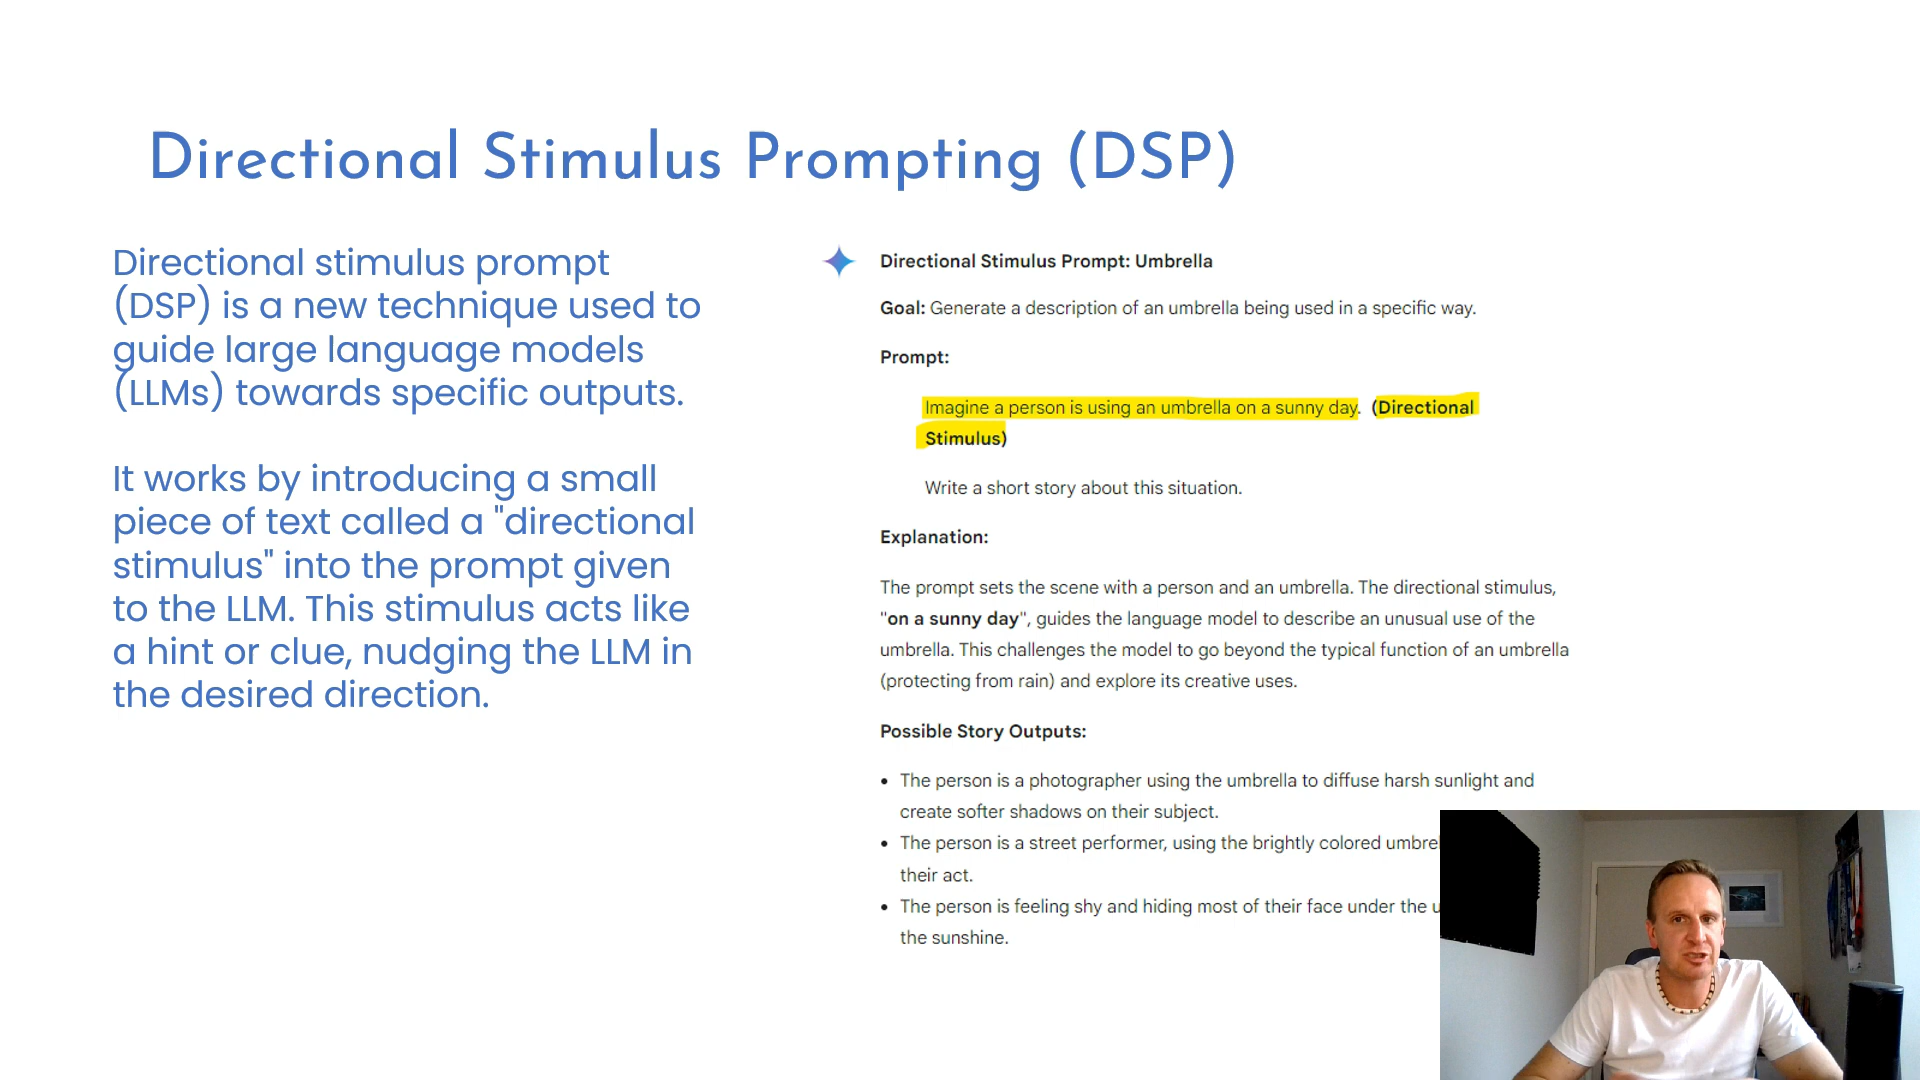 Directional Stimulus Prompting (DSP)
Directional stimulus prompt
(DSP) is a new technique used to
guide large language models
(LLMs) towards specific outputs.
It works by introducing a small
piece of text called a "directional
stimulus" into the prompt given
to the LLM. This stimulus acts like
a hint or clue, nudging the LLM in
the desired direction.
Directional Stimulus Prompt: Umbrella
Goal: Generate a description of an umbrella being used in a specific way.
Prompt:
Imagine a person is using an umbrella on a sunny day. (Directional
Stimulus)
Write a short story about this situation.
Explanation:
The prompt sets the scene with a person and an umbrella. The directional stimulus,
"on a sunny day", guides the language model to describe an unusual use of the
umbrella. This challenges the model to go beyond the typical function of an umbrella
(protecting from rain) and explore its creative uses.
Possible Story Outputs:
• The person is a photographer using the umbrella to diffuse harsh sunlight and
create softer shadows on their subject.
• The person is a street performer, using the brightly colored
their act.
• The person is feeling shy and hiding most of their face under the
the sunshine.